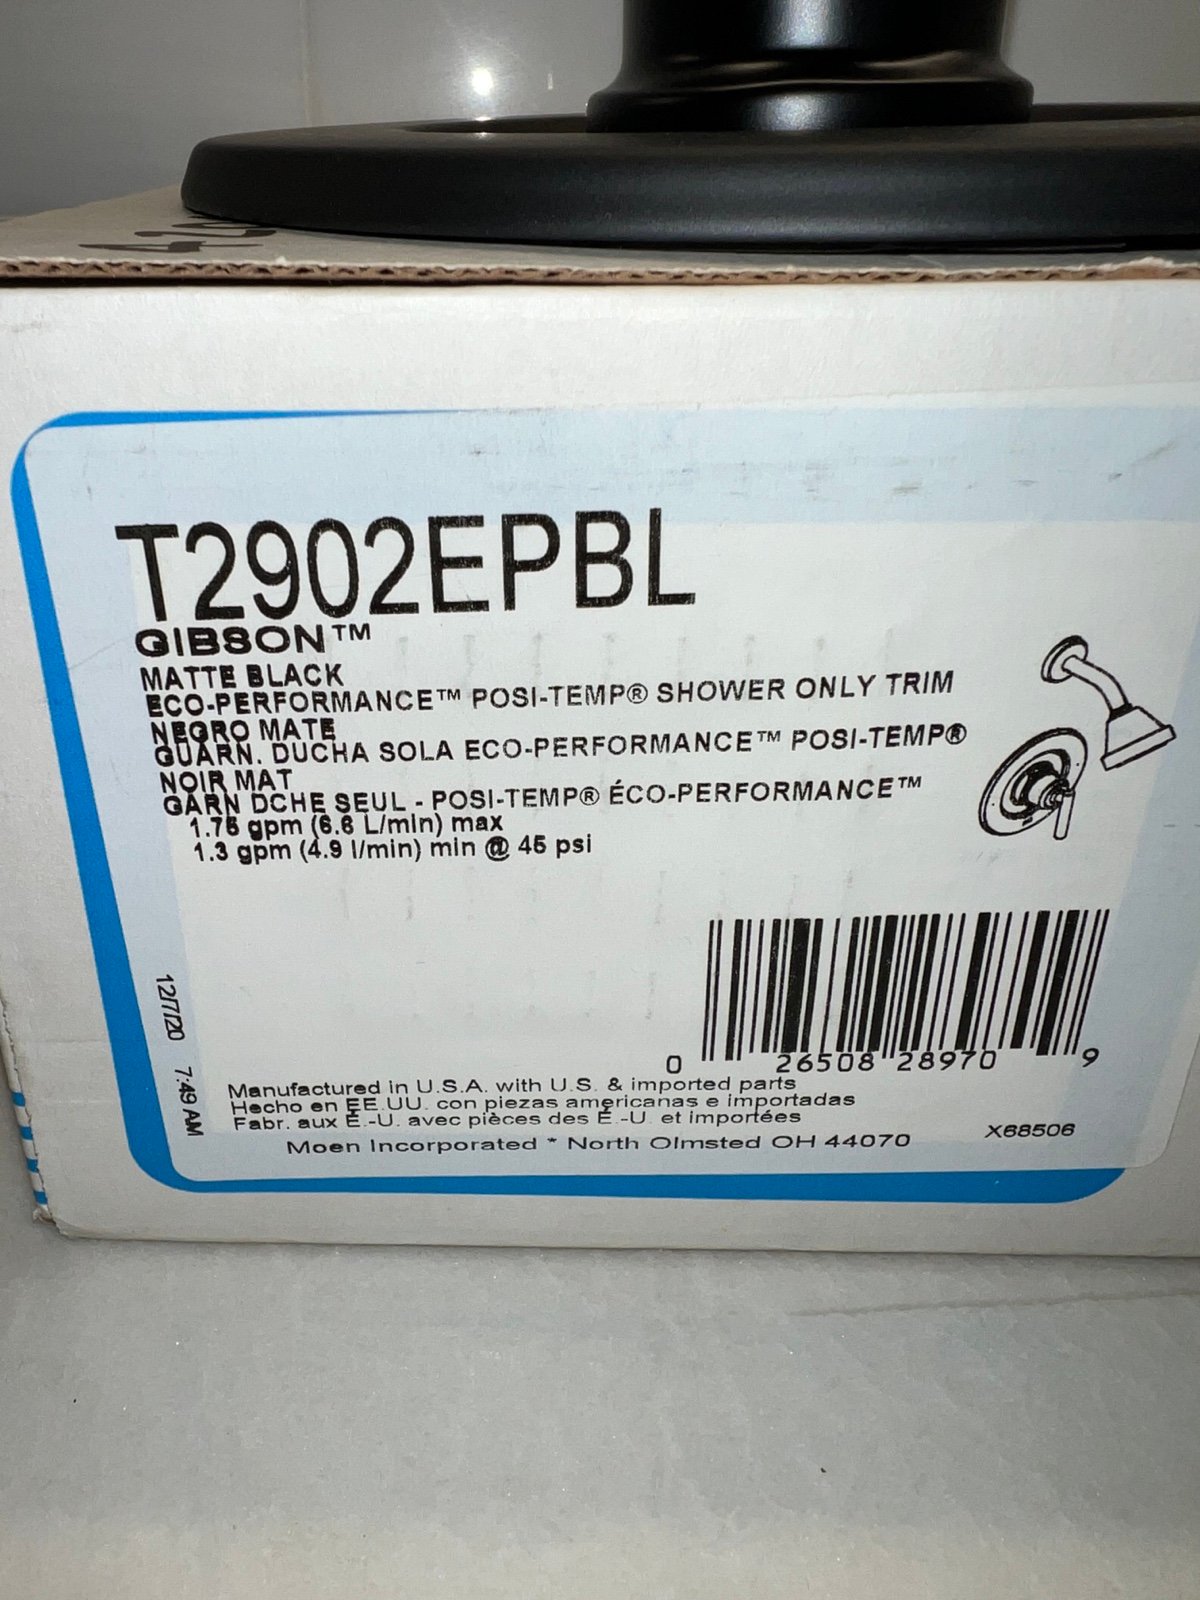 T2902EPBL
GIBSON™
MATTE BLACK
ECO-PERFORMANCE™ POSI-TEMP® SHOWER ONLY TRIM
NEGRO MATE
GUARN. DUCHA SOLA ECO-PERFORMANCE™ POSI-TEMP®
NOIR MAT
GARN DCHE SEUL - POSI-TEMP® ÉCO-PERFORMANCE™
1.75 gpm (6.6 L/min) max
1.3 gpm (4.9 l/min) min @ 45 psi
12/7/20 7:49 AM
0 26508 28970 9
Manufactured in U.S.A. with U.S. & imported parts
Hecho en EE.UU. con piezas americanas e importadas
Fabr. aux É.-U. avec pièces des É.-U. et importées
Moen Incorporated * North Olmsted OH 44070
X68506